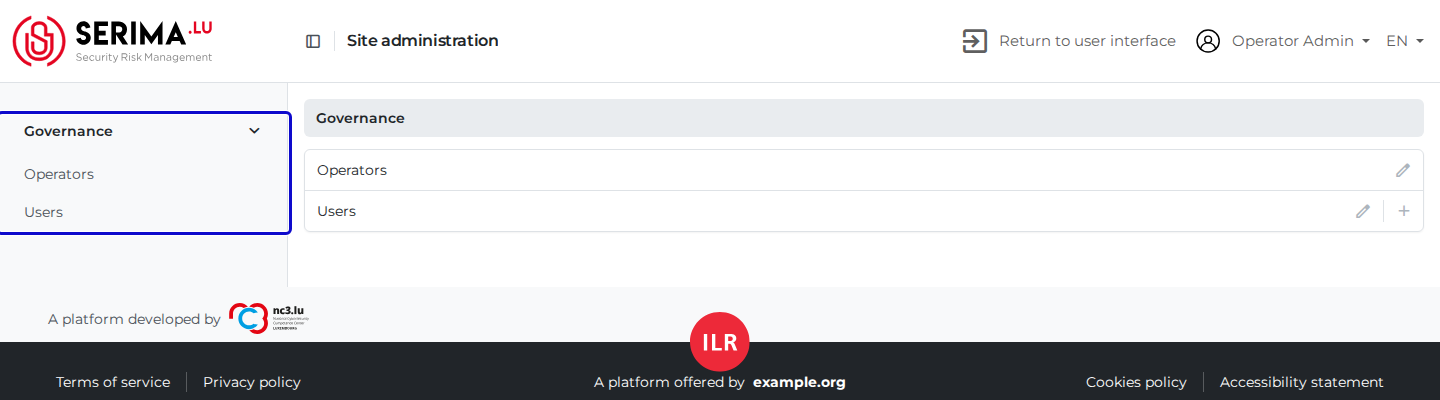 SERIMA.LU
Security Risk Management
Site administration
Return to user interface
Operator Admin
EN
Governance
Operators
Users
Governance
Operators
Users
A platform developed by
nc3.lu
LUXEMBOURG
ILR
Terms of service
Privacy policy
A platform offered by example.org
Cookies policy
Accessibility statement